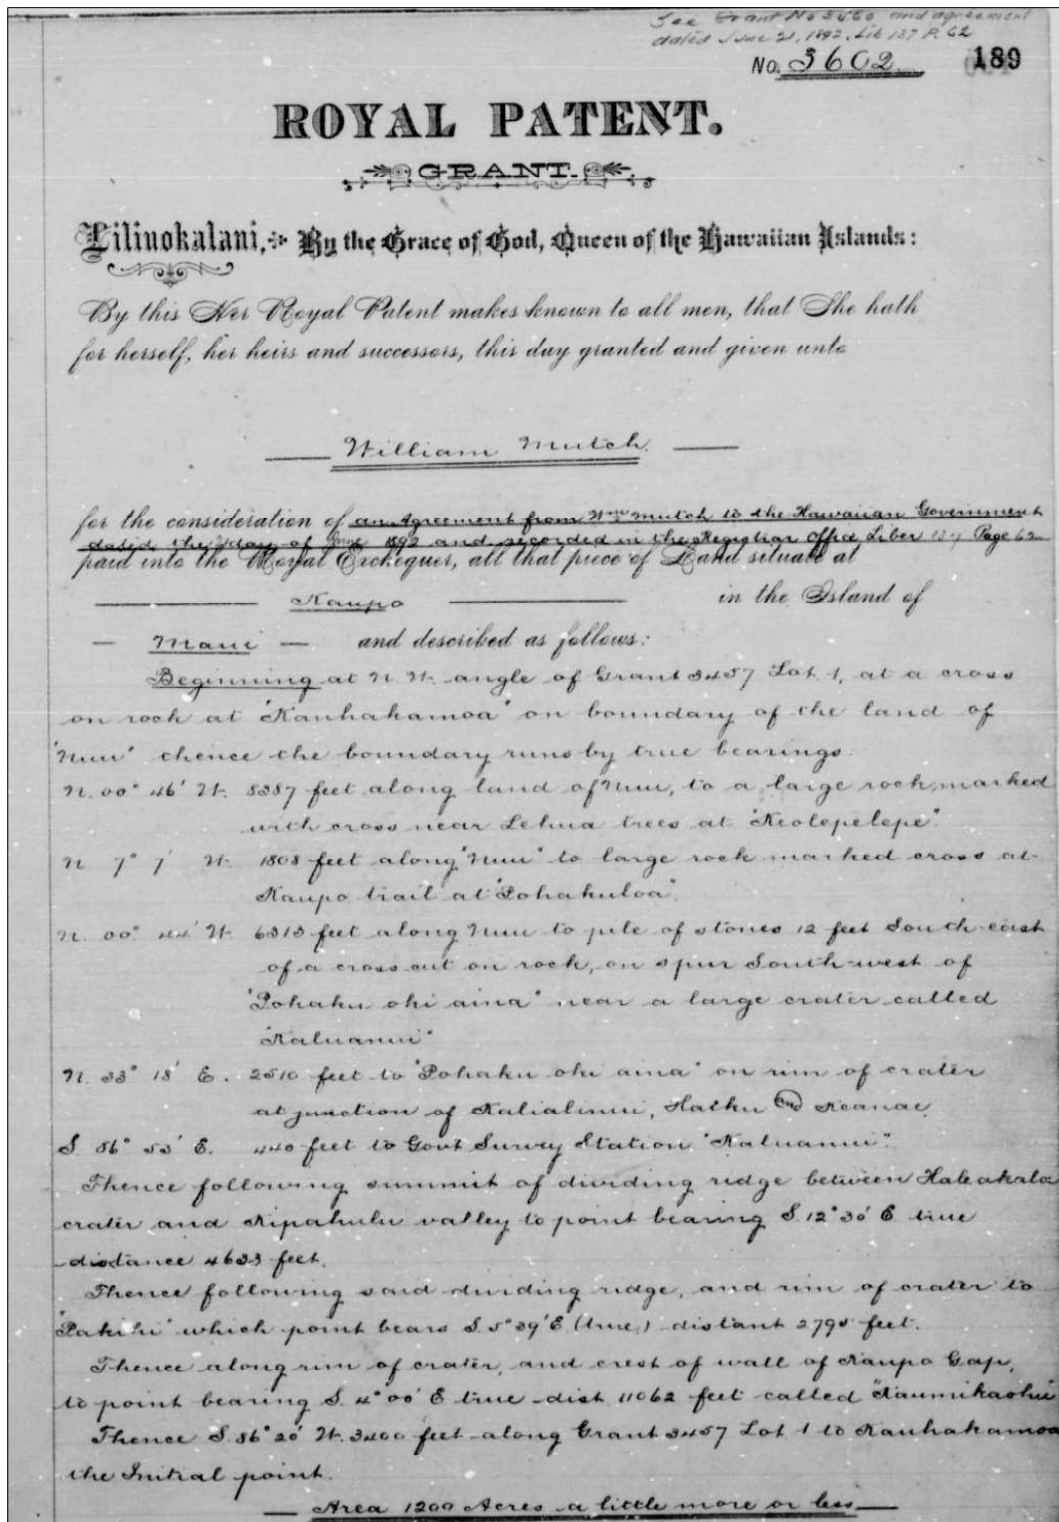 See Grant No 3450 and agreement
dated June 21, 1892, Lib 137 P. 62
No. 3602 189
ROYAL PATENT.
GRANT.
Liliuokalani, By the Grace of God, Queen of the Hawaiian Islands:
By this Her Royal Patent makes known to all men, that She hath
for herself, her heirs and successors, this day granted and given unto
William Mutch.
for the consideration of an Agreement from Wm Mutch to the Hawaiian Government
dated the day of June 1892 and recorded in the Registrar Office Liber 137 Page 62
paid into the Royal Exchequer, all that piece of Land situate at
Kaupo in the Island of
Maui and described as follows:
Beginning at N. W. angle of Grant 3457 Lot 1, at a cross
on rock at "Kauhakamoa" on boundary of the land of
"Nuu" thence the boundary runs by true bearings.
N. 00° 46' W. 8387 feet along land of Nuu, to a large rock marked
with cross near Lehua trees at "Keolepelepe".
N 7° 7' W. 1808 feet along "Nuu" to large rock marked cross at
Kaupo trail at "Pohakuloa".
N. 00° 44' W. 6313 feet along Nuu to pile of stones 12 feet South-east
of a cross cut on rock, on spur South-west of
"Pohaku oki aina" near a large crater called
"Kaluanui"
N. 33° 18' E. 2510 feet to "Pohaku oki aina" on rim of crater
at junction of Kalialinui, Haiku and Keanae.
S 86° 53' E. 440 feet to Govt Survey Station "Kaluanui".
Thence following summit of dividing ridge between Haleakala
crater and Kipahulu valley to point bearing S. 12° 30' E. true
distance 4633 feet.
Thence following said dividing ridge, and rim of crater to
"Pakihi" which point bears S. 5° 39' E (true) distant 2795 feet.
Thence along rim of crater, and crest of wall of Kaupo Gap,
to point bearing S. 4° 00' E true dist. 11062 feet called "Kaumikaohu"
Thence S. 86° 20' W. 3400 feet along Grant 3457 Lot 1 to Kauhakamoa
the Initial point.
Area 1200 Acres a little more or less